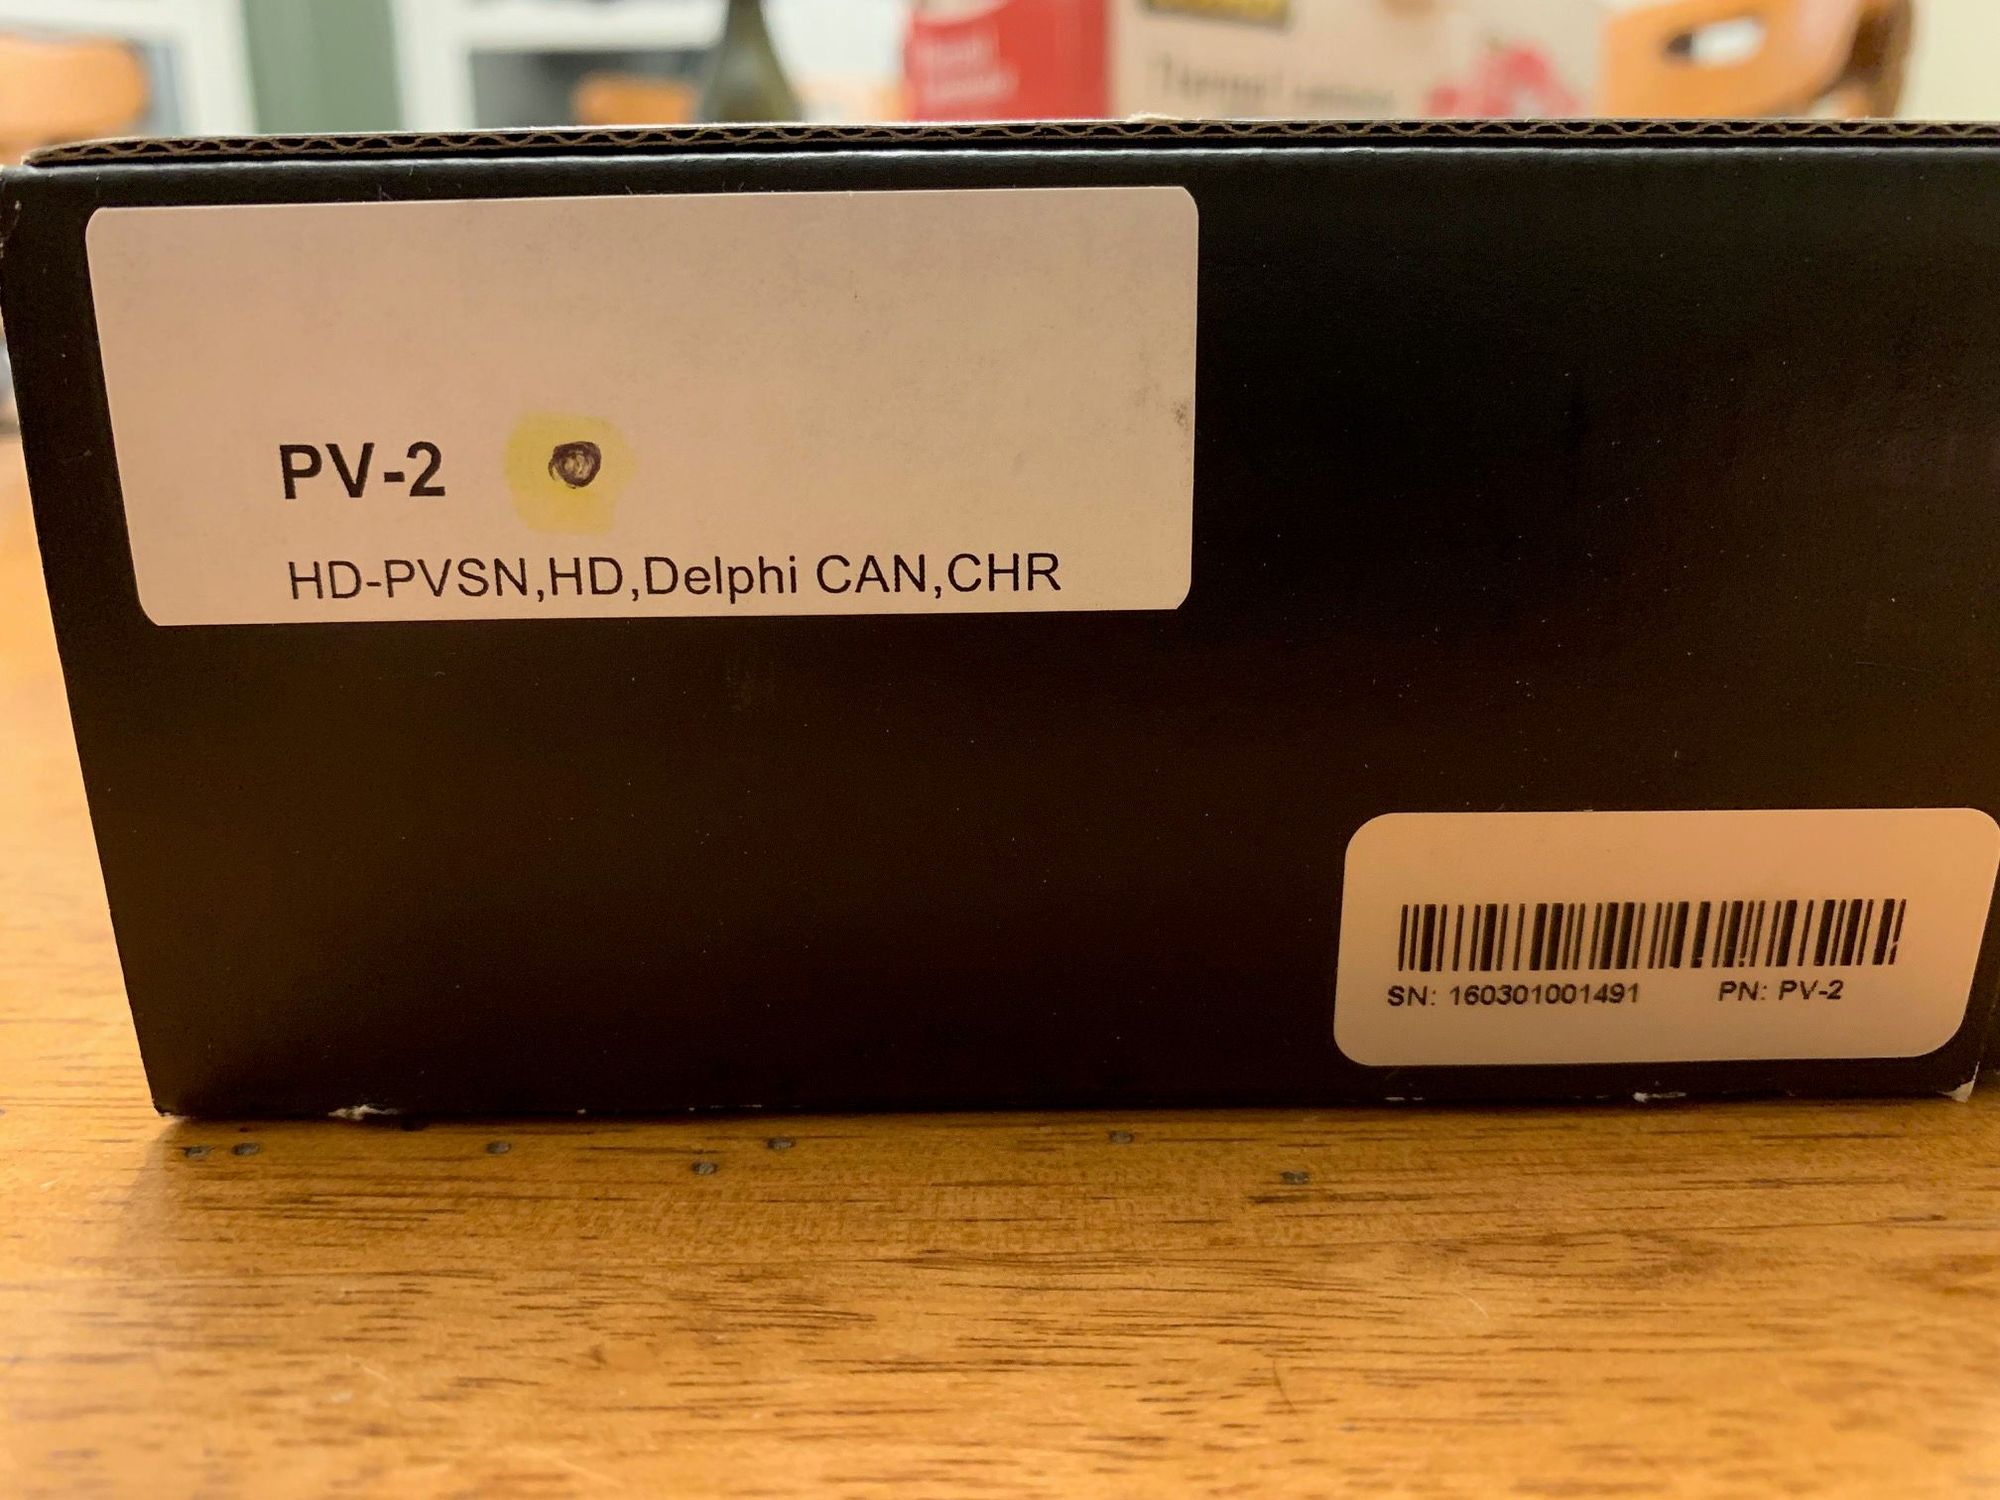 PV-2
HD-PVSN,HD,Delphi CAN,CHR
SN: 160301001491 PN: PV-2